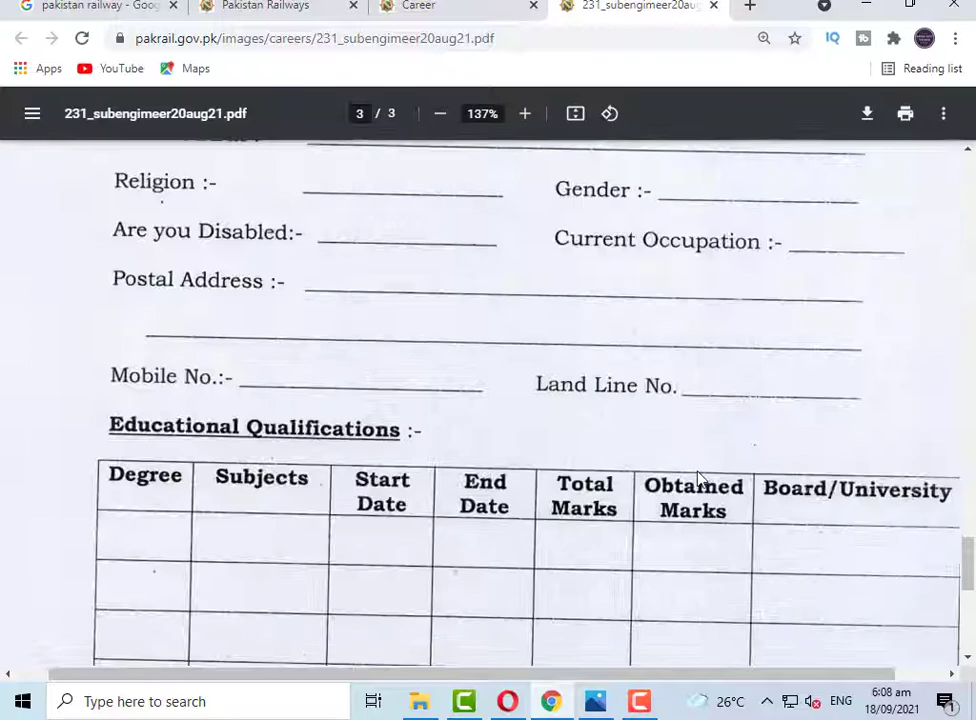 pakistan railway - Goo
Pakistan Railways
Career
231_subengimeer20aug
pakrail.gov.pk/images/careers/231_subengimeer20aug21.pdf
IQ
Apps
YouTube
Maps
Reading list
231_subengimeer20aug21.pdf
3 / 3
137%
Religion :-
Gender :-
Are you Disabled:-
Current Occupation :-
Postal Address :-
Mobile No.:-
Land Line No.
Educational Qualifications :-
Degree Subjects Start Date End Date Total Marks Obtained Marks Board/University
Type here to search
26°C
ENG
6:08 am
18/09/2021
1